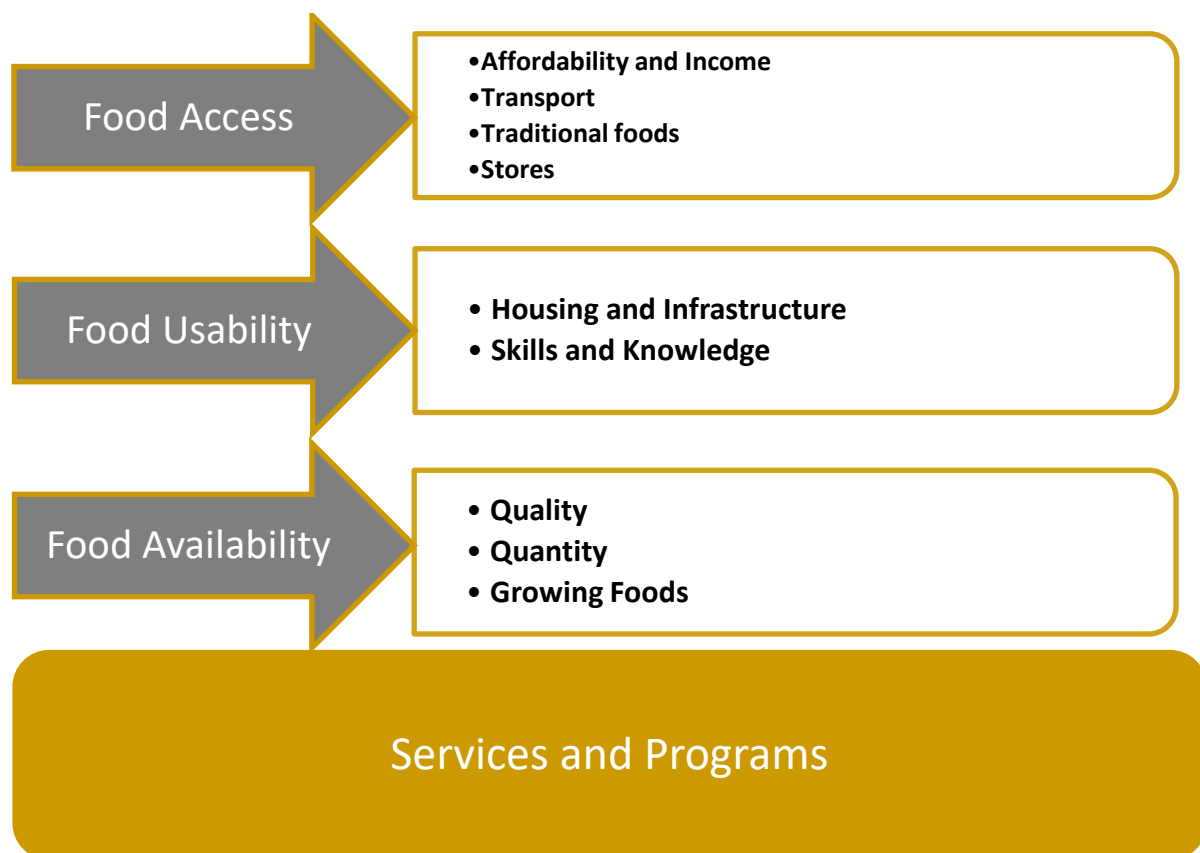 Food Access
•Affordability and Income
•Transport
•Traditional foods
•Stores
Food Usability
• Housing and Infrastructure
• Skills and Knowledge
Food Availability
• Quality
• Quantity
• Growing Foods
Services and Programs